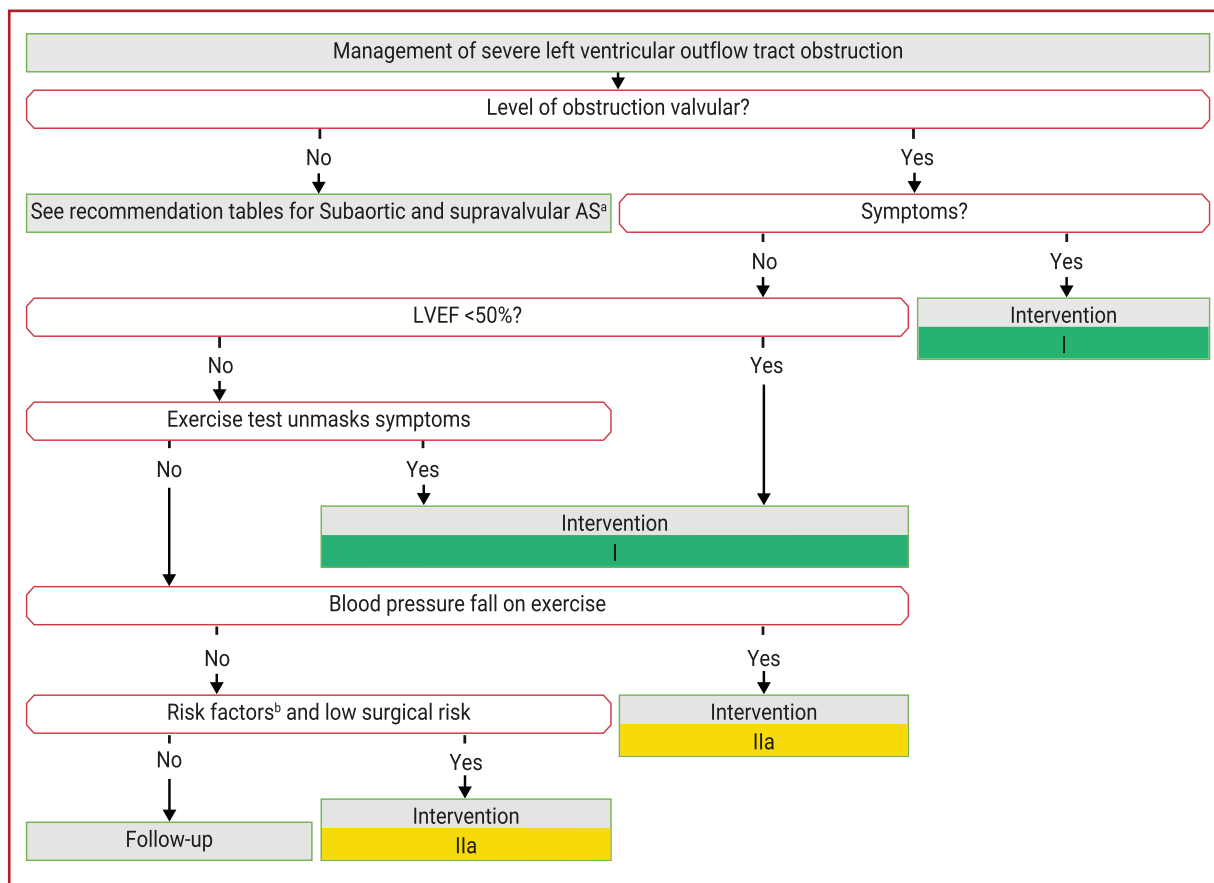 Management of severe left ventricular outflow tract obstruction
Level of obstruction valvular?
No
Yes
See recommendation tables for Subaortic and supravalvular ASᵃ
Symptoms?
No
Yes
LVEF <50%?
Intervention
I
No
Yes
Exercise test unmasks symptoms
No
Yes
Intervention
I
Blood pressure fall on exercise
No
Yes
Risk factorsᵇ and low surgical risk
Intervention
IIa
No
Yes
Intervention
IIa
Follow-up